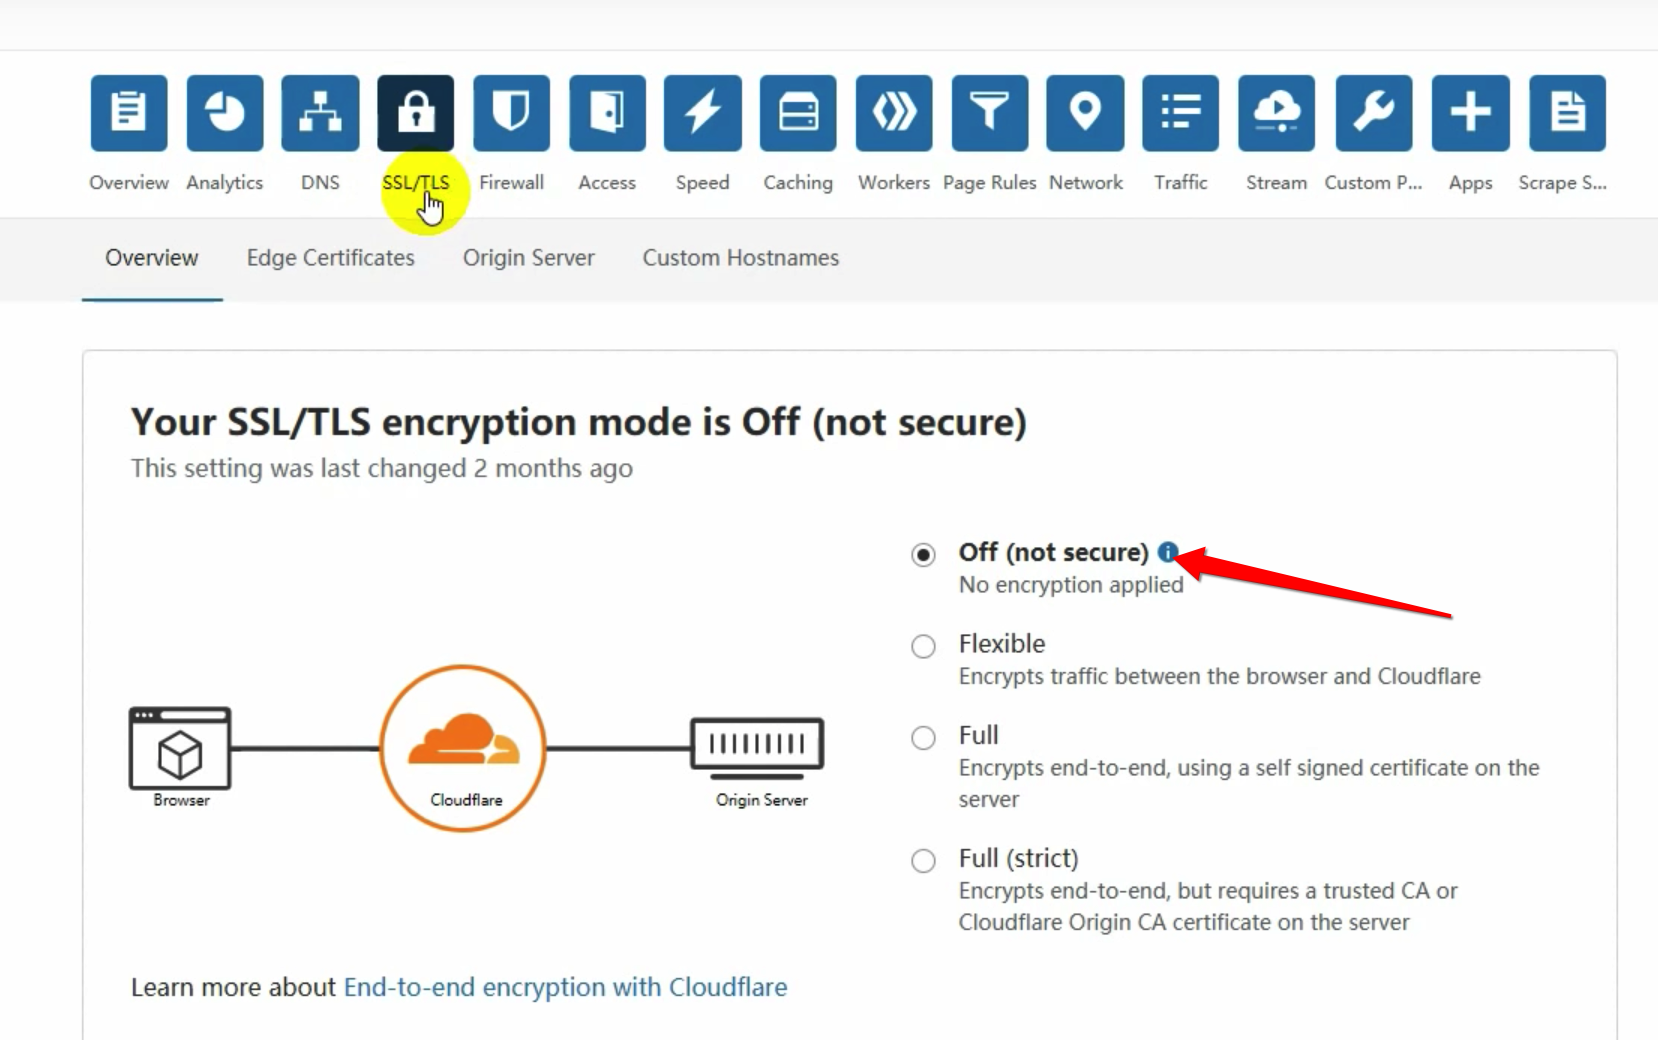 Overview Analytics DNS SSL/TLS Firewall Access Speed Caching Workers Page Rules Network Traffic Stream Custom P... Apps Scrape S...
Overview Edge Certificates Origin Server Custom Hostnames
Your SSL/TLS encryption mode is Off (not secure)
This setting was last changed 2 months ago
Off (not secure)
No encryption applied
Flexible
Encrypts traffic between the browser and Cloudflare
Full
Encrypts end-to-end, using a self signed certificate on the
server
Full (strict)
Encrypts end-to-end, but requires a trusted CA or
Cloudflare Origin CA certificate on the server
Browser Cloudflare Origin Server
Learn more about End-to-end encryption with Cloudflare